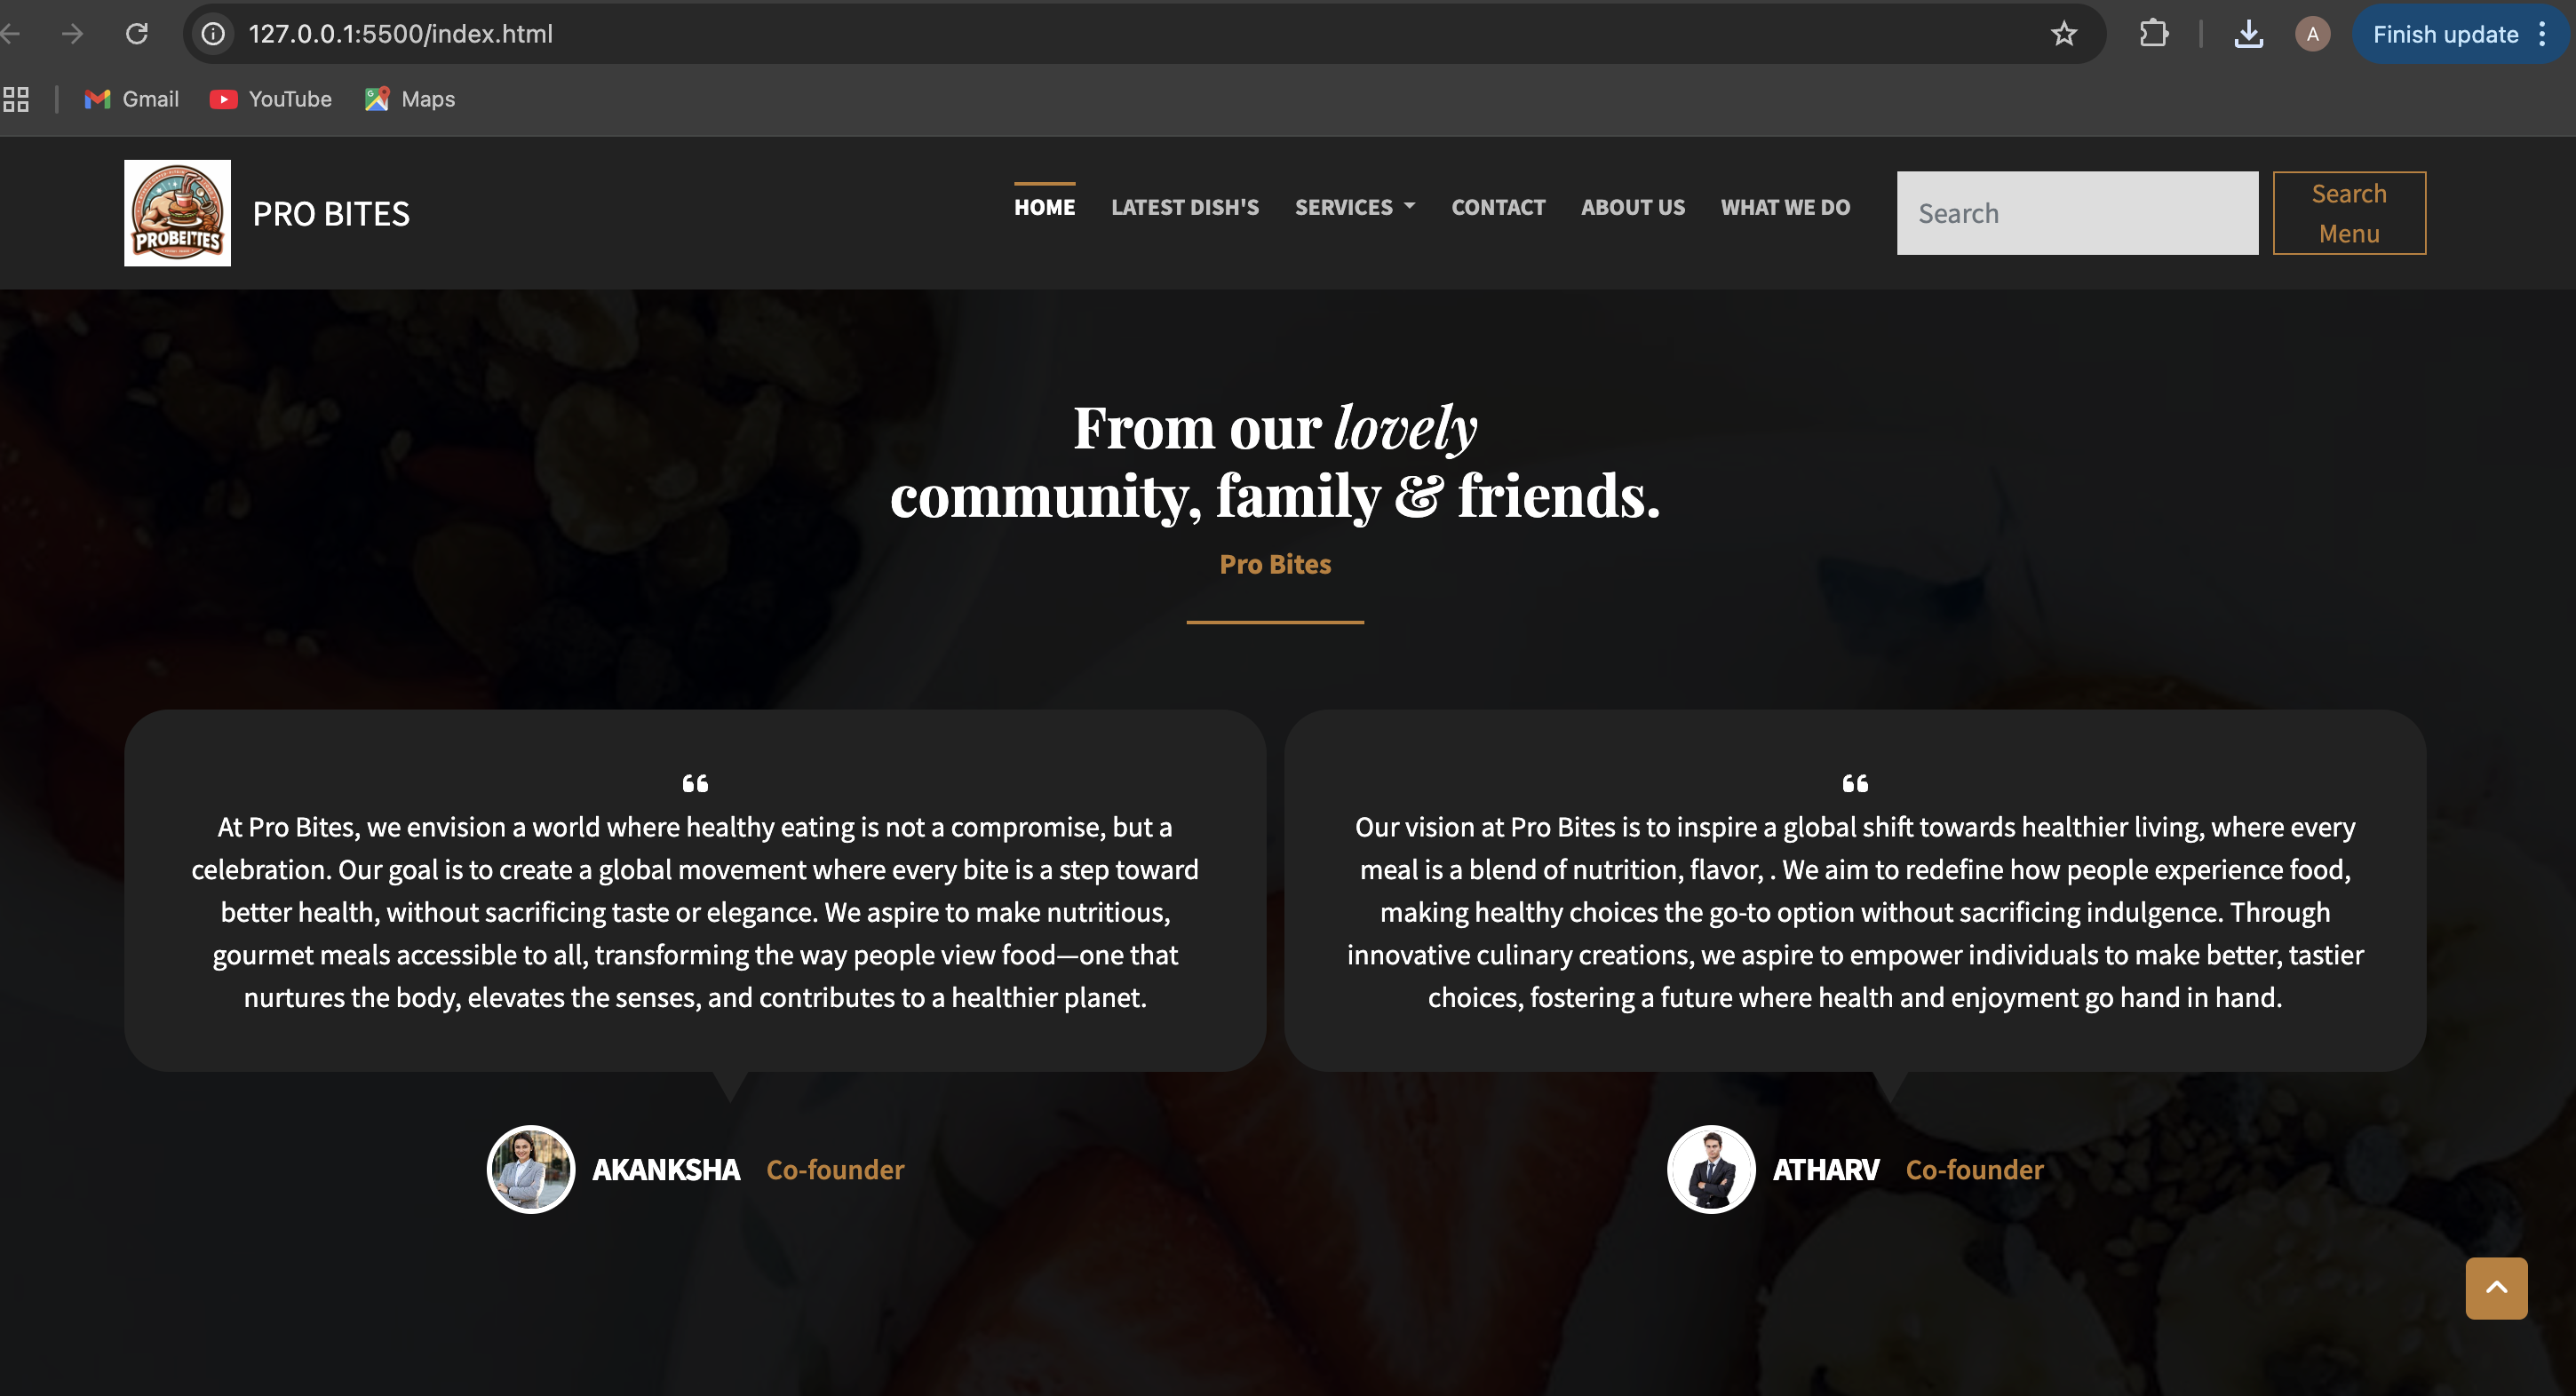 127.0.0.1:5500/index.html
A
Finish update
Gmail
YouTube
Maps
PROBEITTES
PRO BITES
HOME
LATEST DISH'S
SERVICES
CONTACT
ABOUT US
WHAT WE DO
Search
Search
Menu
From our lovely
community, family & friends.
Pro Bites
“
At Pro Bites, we envision a world where healthy eating is not a compromise, but a
celebration. Our goal is to create a global movement where every bite is a step toward
better health, without sacrificing taste or elegance. We aspire to make nutritious,
gourmet meals accessible to all, transforming the way people view food—one that
nurtures the body, elevates the senses, and contributes to a healthier planet.
AKANKSHA Co-founder
“
Our vision at Pro Bites is to inspire a global shift towards healthier living, where every
meal is a blend of nutrition, flavor, . We aim to redefine how people experience food,
making healthy choices the go-to option without sacrificing indulgence. Through
innovative culinary creations, we aspire to empower individuals to make better, tastier
choices, fostering a future where health and enjoyment go hand in hand.
ATHARV Co-founder